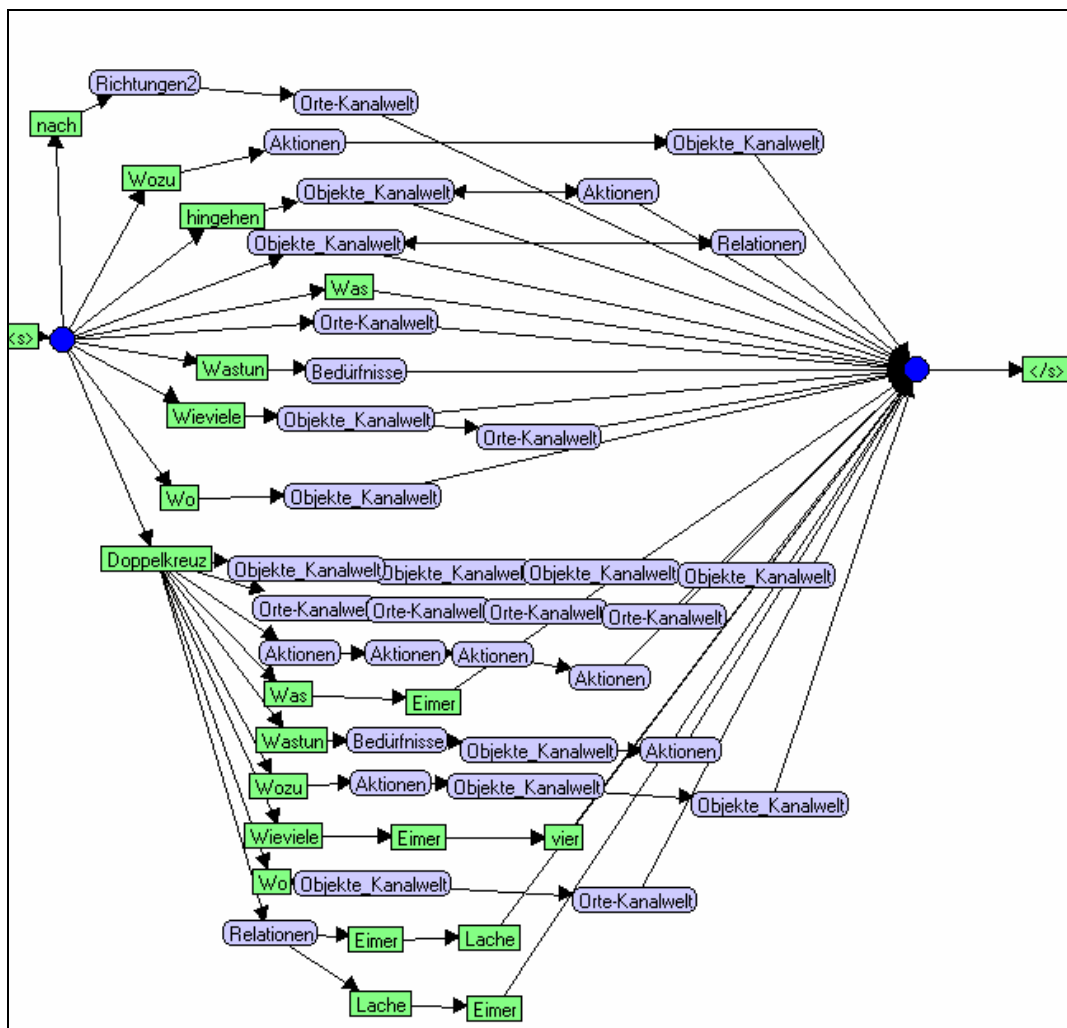 Richtungen2
Orte-Kanalwelt
nach
Aktionen
Objekte_Kanalwelt
Wozu
Objekte_Kanalwelt
Aktionen
hingehen
Objekte_Kanalwelt
Relationen
Was
Orte-Kanalwelt
<s>
Wastun
Bedürfnisse
</s>
Wieviele
Objekte_Kanalwelt
Orte-Kanalwelt
Wo
Objekte_Kanalwelt
Doppelkreuz
Objekte_Kanalwelt
Objekte_Kanalwelt
Objekte_Kanalwelt
Objekte_Kanalwelt
Orte-Kanalwelt
Orte-Kanalwelt
Orte-Kanalwelt
Orte-Kanalwelt
Aktionen
Aktionen
Aktionen
Aktionen
Was
Eimer
Wastun
Bedürfnisse
Objekte_Kanalwelt
Aktionen
Wozu
Aktionen
Objekte_Kanalwelt
Objekte_Kanalwelt
Wieviele
Eimer
vier
Wo
Objekte_Kanalwelt
Orte-Kanalwelt
Relationen
Eimer
Lache
Lache
Eimer